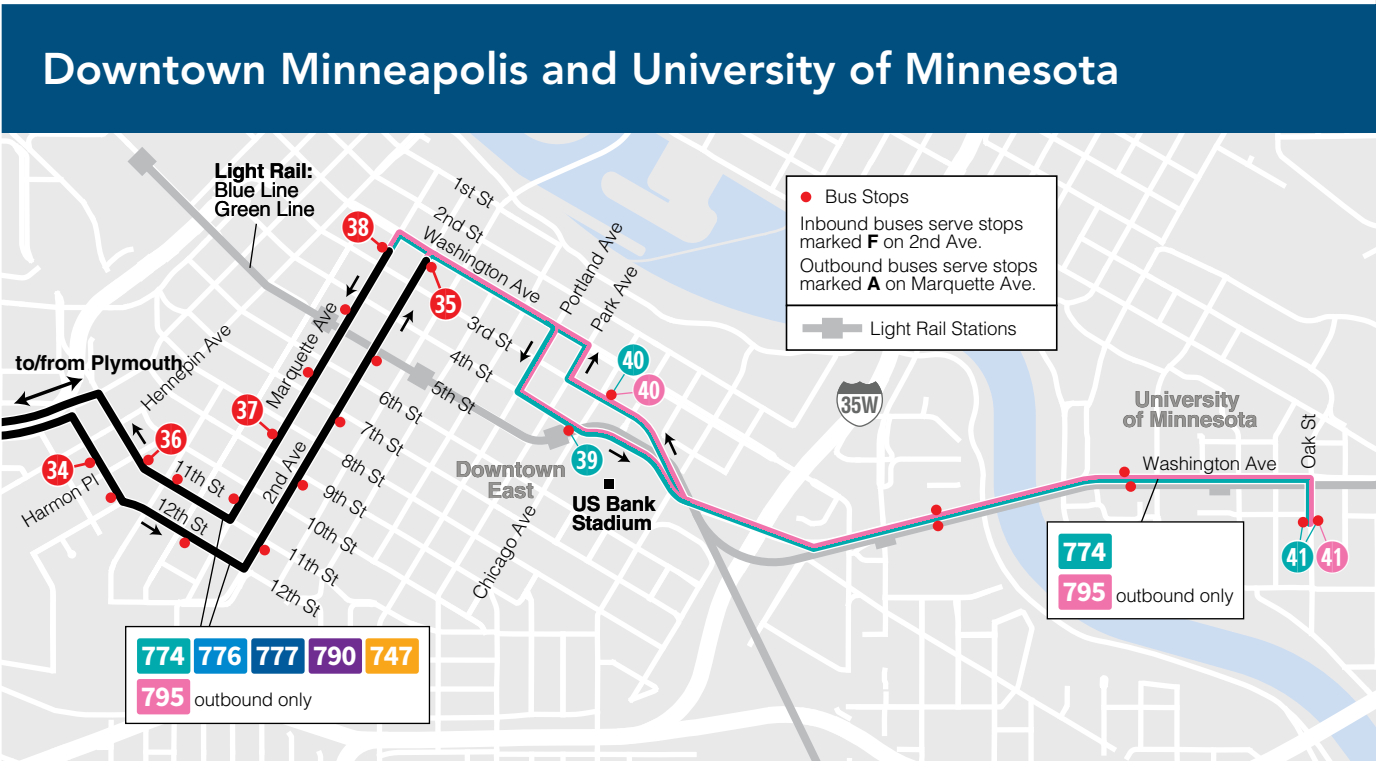 Downtown Minneapolis and University of Minnesota
Light Rail:
Blue Line
Green Line
1st St
2nd St
Washington Ave
Portland Ave
Park Ave
Bus Stops
Inbound buses serve stops
marked F on 2nd Ave.
Outbound buses serve stops
marked A on Marquette Ave.
Light Rail Stations
38
35
3rd St
4th St
5th St
6th St
7th St
8th St
9th St
10th St
11th St
12th St
Marquette Ave
Hennepin Ave
to/from Plymouth
40
40
35W
37
36
34
Harmon Pl
11th St
12th St
2nd Ave
39
Downtown
East
US Bank
Stadium
Chicago Ave
University
of Minnesota
Oak St
Washington Ave
774
795 outbound only
41
41
774 776 777 790 747
795 outbound only